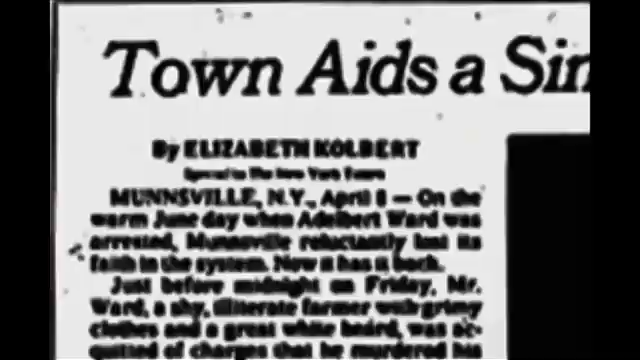 Town Aids a Sin
By ELIZABETH KOLBERT
Special to The New York Times
MUNNSVILLE, N.Y., April 8 — On the
warm June day when Adelbert Ward was
arrested, Munnsville reluctantly lost its
faith in the system. Now it has it back.
Just before midnight on Friday, Mr.
Ward, a shy, illiterate farmer with grimy
clothes and a great white beard, was ac-
quitted of charges that he murdered his